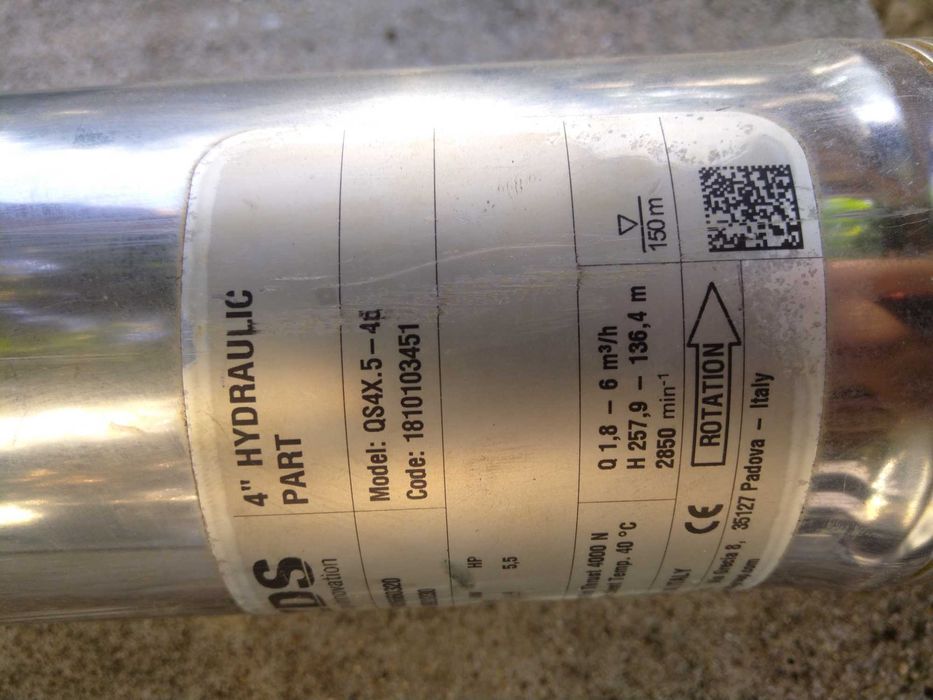 4" HYDRAULIC
PART
Model: QS4X.5-4
Code: 1810103451
HP
5,5
Q 1,8 – 6 m³/h
H 257,9 – 136,4 m
2850 min⁻¹
150 m
Thrust 4000 N
Temp. 40 °C
ROTATION
CE
35127 Padova – Italy